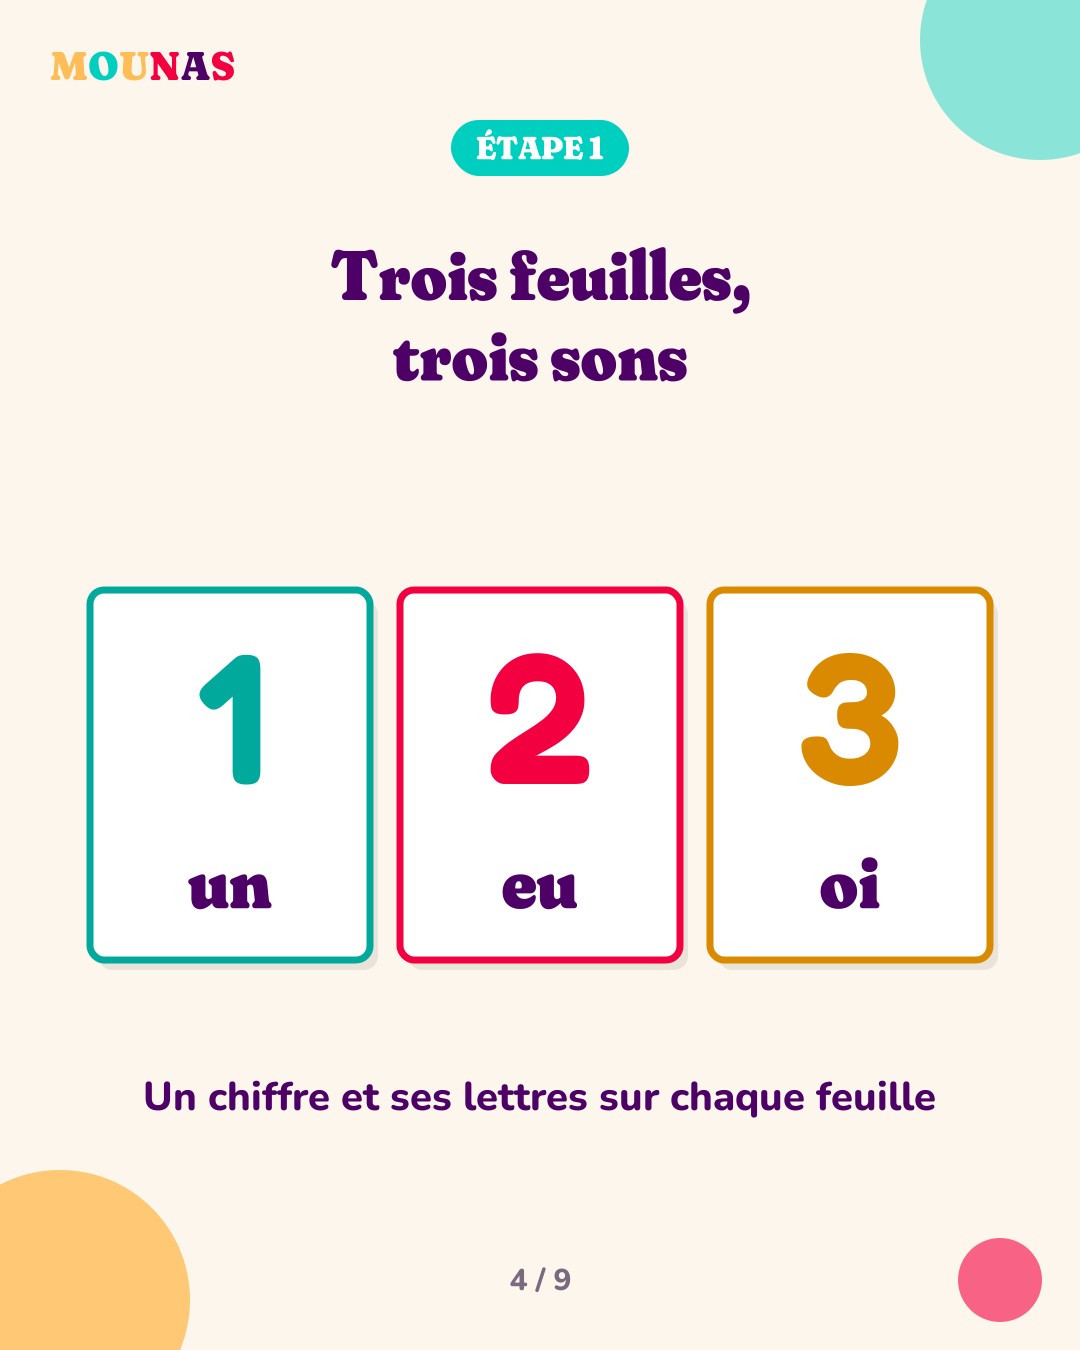 MOUNAS
ÉTAPE 1
Trois feuilles,
trois sons
1
un
2
eu
3
oi
Un chiffre et ses lettres sur chaque feuille
4 / 9